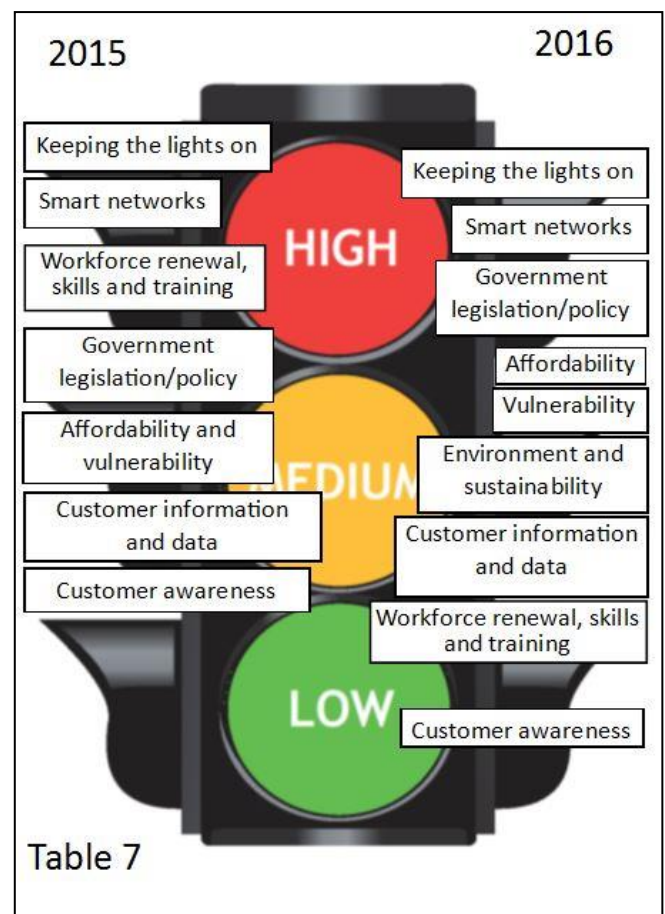 2015
2016
Keeping the lights on
Smart networks
Workforce renewal,
skills and training
Government
legislation/policy
Affordability and
vulnerability
Customer information
and data
Customer awareness
HIGH
MEDIUM
LOW
Keeping the lights on
Smart networks
Government
legislation/policy
Affordability
Vulnerability
Environment and
sustainability
Customer information
and data
Workforce renewal, skills
and training
Customer awareness
Table 7